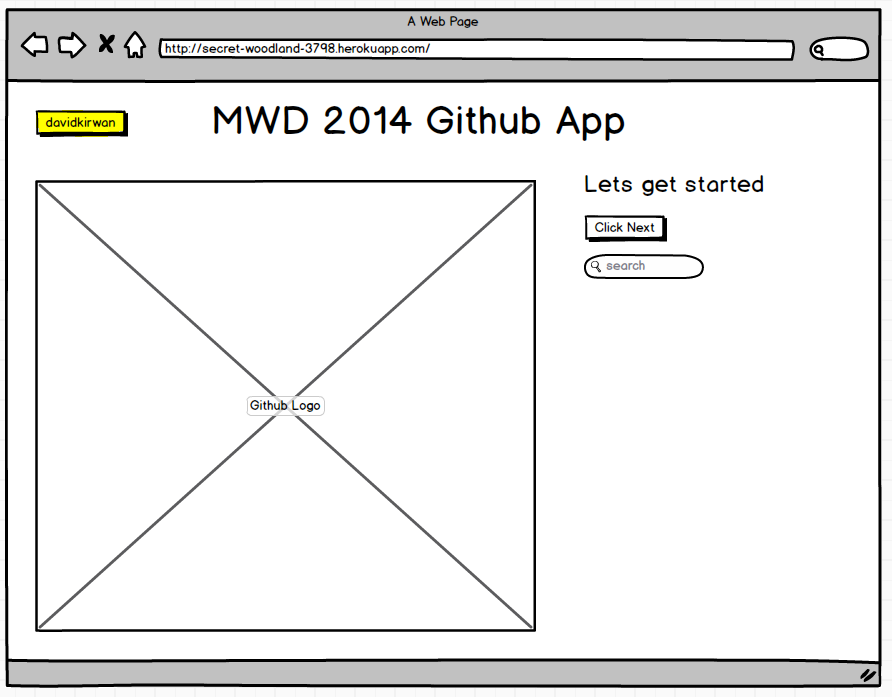 A Web Page
http://secret-woodland-3798.herokuapp.com/
davidkirwan
MWD 2014 Github App
Lets get started
Click Next
search
Github Logo